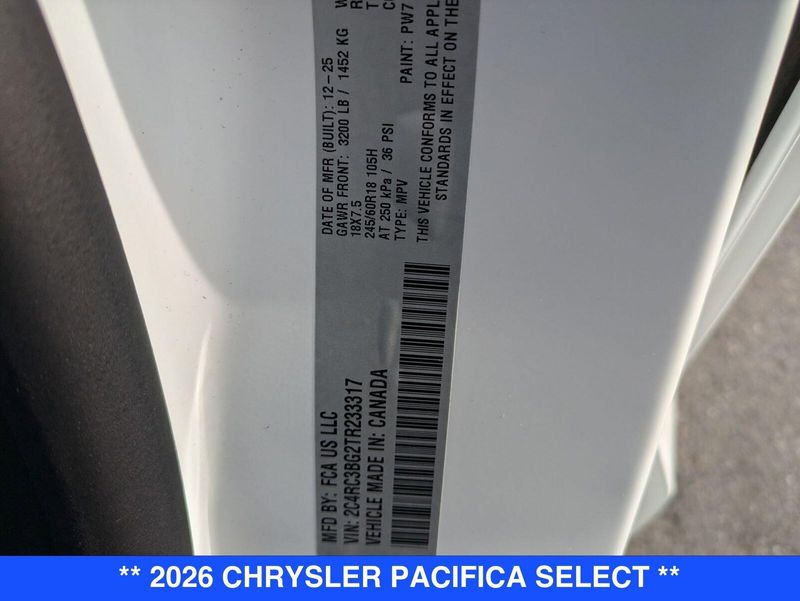 MFD BY: FCA US LLC
VIN: 2C4RC3BG2TR233317
VEHICLE MADE IN: CANADA
DATE OF MFR (BUILT): 12-25
GAWR FRONT: 3200 LB / 1452 KG
18X7.5
245/60R18 105H
AT 250 kPa / 36 PSI
TYPE: MPV
PAINT: PW7
THIS VEHICLE CONFORMS TO ALL APPL
STANDARDS IN EFFECT ON THE
** 2026 CHRYSLER PACIFICA SELECT **